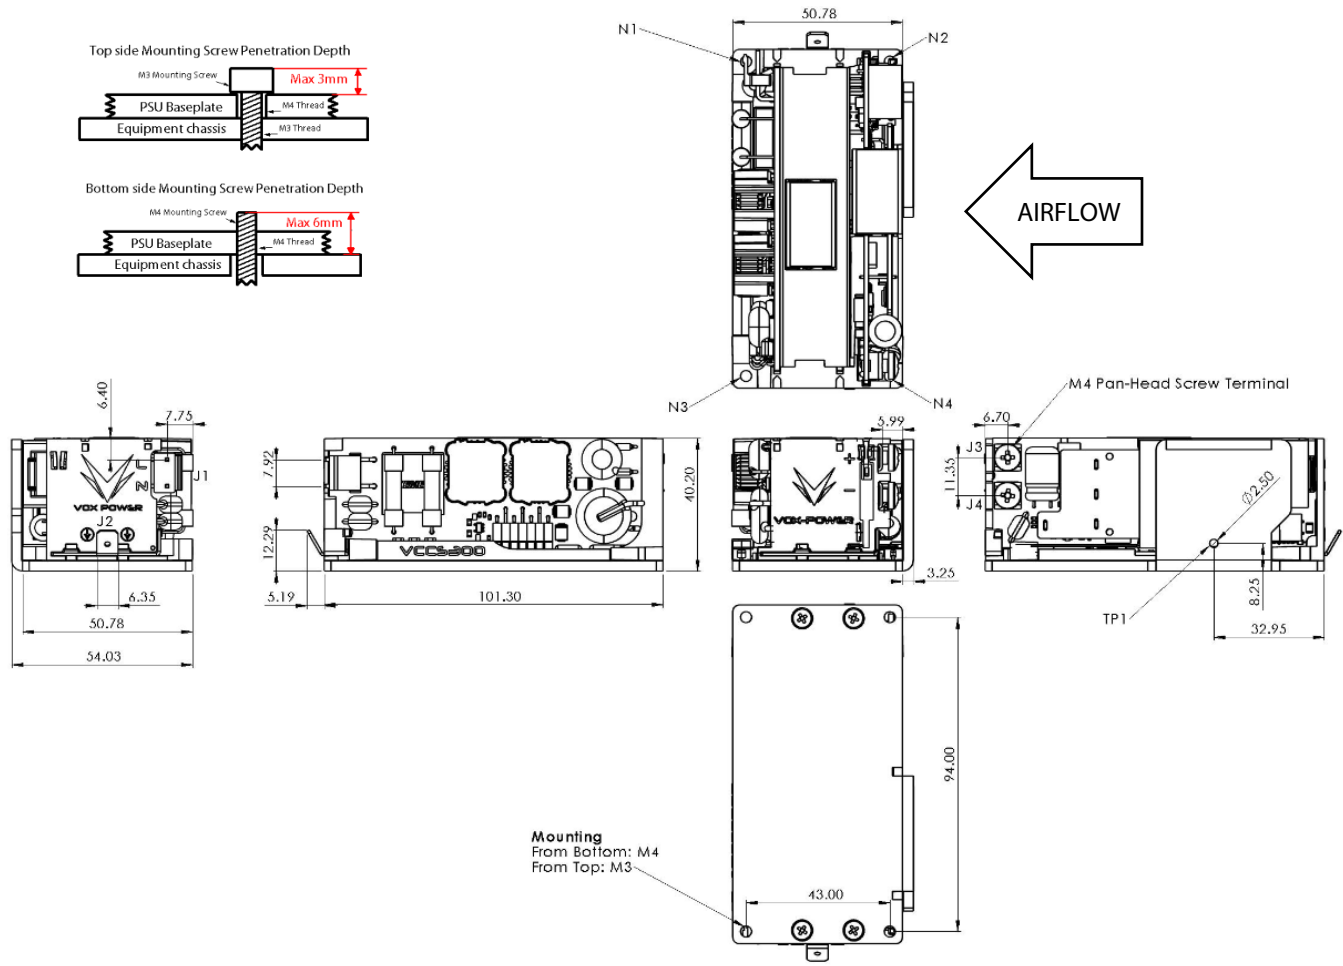 Top side Mounting Screw Penetration Depth
M3 Mounting Screw
Max 3mm
PSU Baseplate
M4 Thread
Equipment chassis
M3 Thread
Bottom side Mounting Screw Penetration Depth
M4 Mounting Screw
Max 6mm
PSU Baseplate
M4 Thread
Equipment chassis
50.78
N1
N2
AIRFLOW
N3
N4
M4 Pan-Head Screw Terminal
6.40
7.75
L
N
J1
VOX POWER
J2
6.35
50.78
54.03
7.92
12.29
VCCS300
5.19
101.30
40.20
5.99
+
–
VOX-POWER
3.25
6.70
J3
11.35
J4
Ø2.50
TP1
8.25
32.95
94.00
43.00
Mounting
From Bottom: M4
From Top: M3